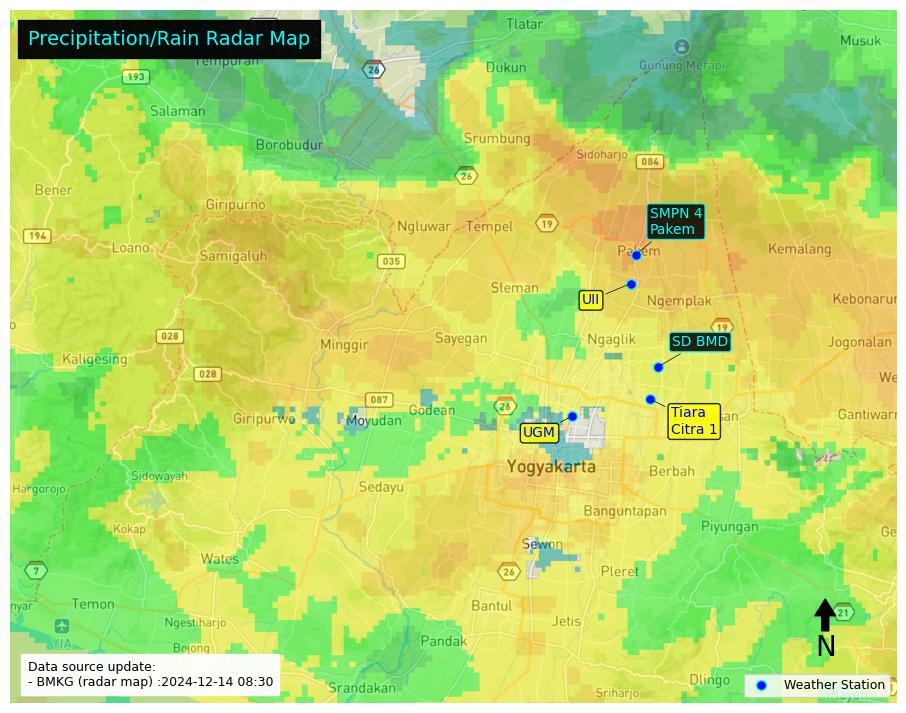 Precipitation/Rain Radar Map
Tempuran
Tlatar
Musuk
26
193
Dukun
Gunung Merapi
Salaman
Borobudur
Srumbung
Sidoharjo
084
26
Bener
Giripurno
SMPN 4
Pakem
194
Loano
Samigaluh
Ngluwar
Tempel
19
Pakem
Kemalang
035
Sleman
UII
Ngemplak
Kebonarum
028
Minggir
Sayegan
Ngaglik
19
SD BMD
Jogonalan
Kaligesing
028
087
Godean
26
Giripurwo
Moyudan
UGM
Tiara
Citra 1
Gantiwarno
Yogyakarta
Berbah
Sidowayah
Hargorojo
Sedayu
Kokap
Banguntapan
Piyungan
Wates
Sewon
7
26
Pleret
Temon
Bantul
21
Ngestiharjo
Jetis
YIA
Bojong
Pandak
N
Data source update:
- BMKG (radar map) :2024-12-14 08:30
Srandakan
Dlingo
Sriharjo
Weather Station